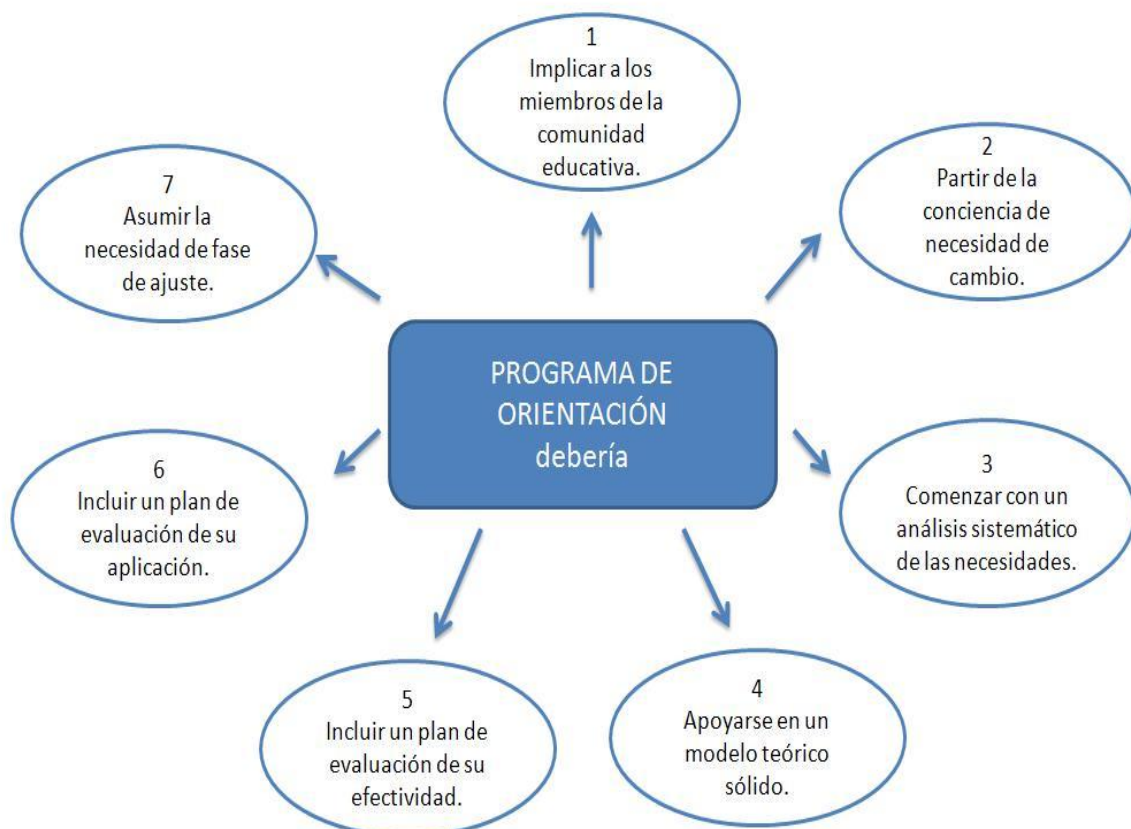 PROGRAMA DE
ORIENTACIÓN
debería
1
Implicar a los
miembros de la
comunidad
educativa.
2
Partir de la
conciencia de
necesidad de
cambio.
3
Comenzar con un
análisis sistemático
de las necesidades.
4
Apoyarse en un
modelo teórico
sólido.
5
Incluir un plan de
evaluación de su
efectividad.
6
Incluir un plan de
evaluación de su
aplicación.
7
Asumir la
necesidad de fase
de ajuste.